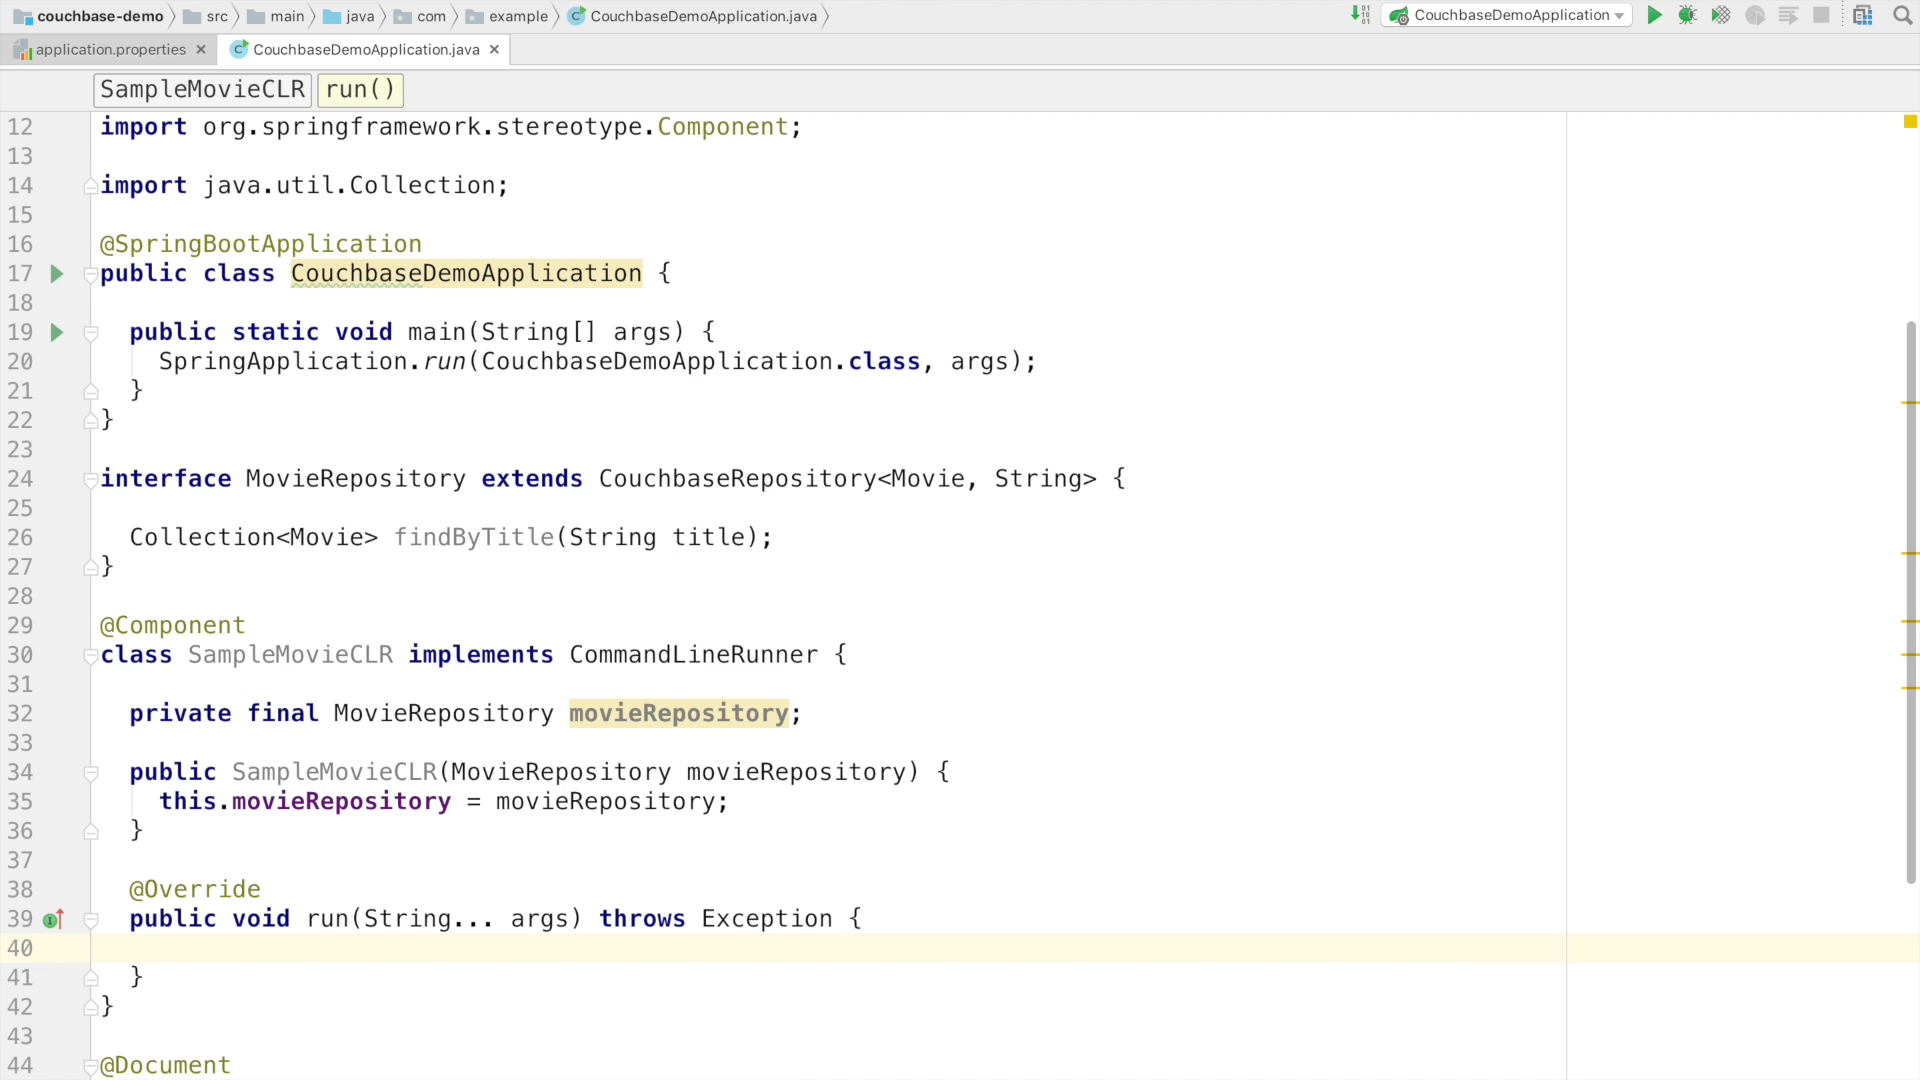 couchbase-demo src main java com example CouchbaseDemoApplication.java CouchbaseDemoApplication
application.properties CouchbaseDemoApplication.java
SampleMovieCLR run()
12 import org.springframework.stereotype.Component;
13
14 import java.util.Collection;
15
16 @SpringBootApplication
17 public class CouchbaseDemoApplication {
18
19 public static void main(String[] args) {
20 SpringApplication.run(CouchbaseDemoApplication.class, args);
21 }
22 }
23
24 interface MovieRepository extends CouchbaseRepository<Movie, String> {
25
26 Collection<Movie> findByTitle(String title);
27 }
28
29 @Component
30 class SampleMovieCLR implements CommandLineRunner {
31
32 private final MovieRepository movieRepository;
33
34 public SampleMovieCLR(MovieRepository movieRepository) {
35 this.movieRepository = movieRepository;
36 }
37
38 @Override
39 public void run(String... args) throws Exception {
40
41 }
42 }
43
44 @Document